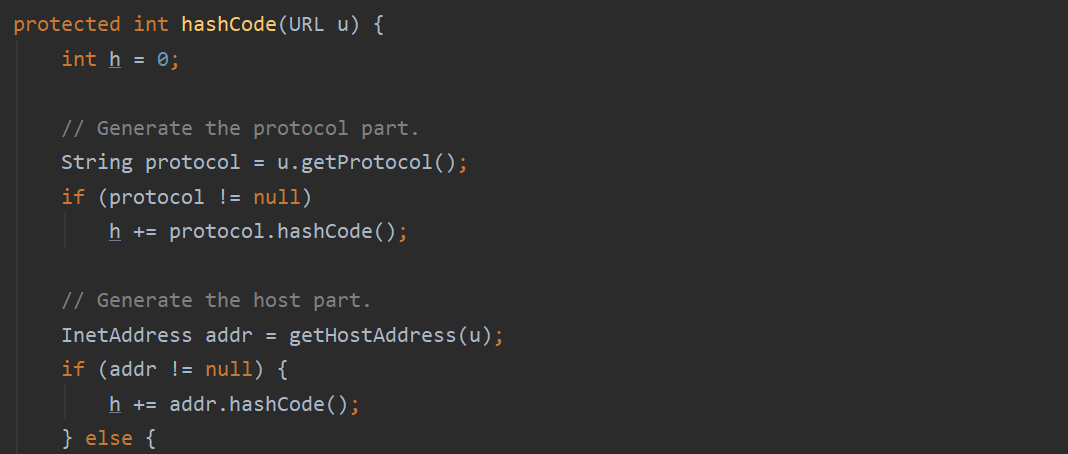 protected int hashCode(URL u) {
int h = 0;
// Generate the protocol part.
String protocol = u.getProtocol();
if (protocol != null)
h += protocol.hashCode();
// Generate the host part.
InetAddress addr = getHostAddress(u);
if (addr != null) {
h += addr.hashCode();
} else {